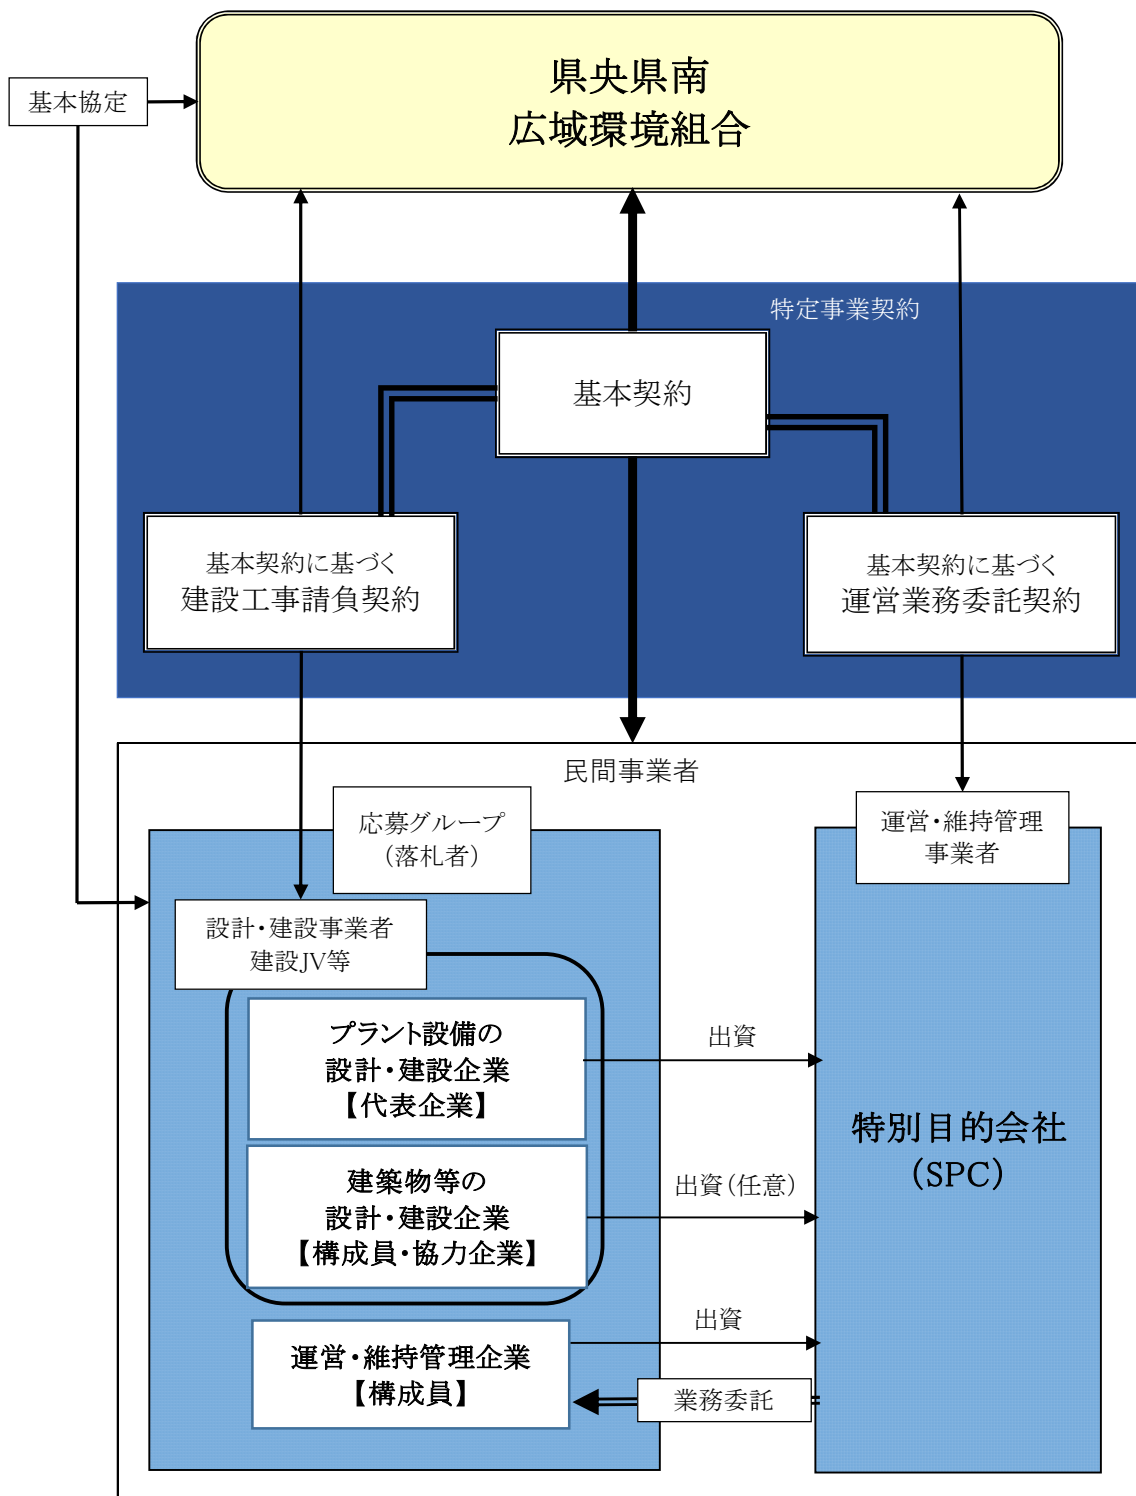 県央県南
広域環境組合
基本協定
特定事業契約
基本契約
基本契約に基づく
建設工事請負契約
基本契約に基づく
運営業務委託契約
民間事業者
応募グループ
（落札者）
運営・維持管理
事業者
設計・建設事業者
建設JV等
プラント設備の
設計・建設企業
【代表企業】
出資
建築物等の
設計・建設企業
【構成員・協力企業】
出資（任意）
特別目的会社
（SPC）
運営・維持管理企業
【構成員】
出資
業務委託